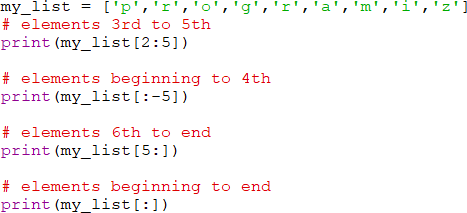 my_list = ['p','r','o','g','r','a','m','i','z']
# elements 3rd to 5th
print(my_list[2:5])
# elements beginning to 4th
print(my_list[:-5])
# elements 6th to end
print(my_list[5:])
# elements beginning to end
print(my_list[:])